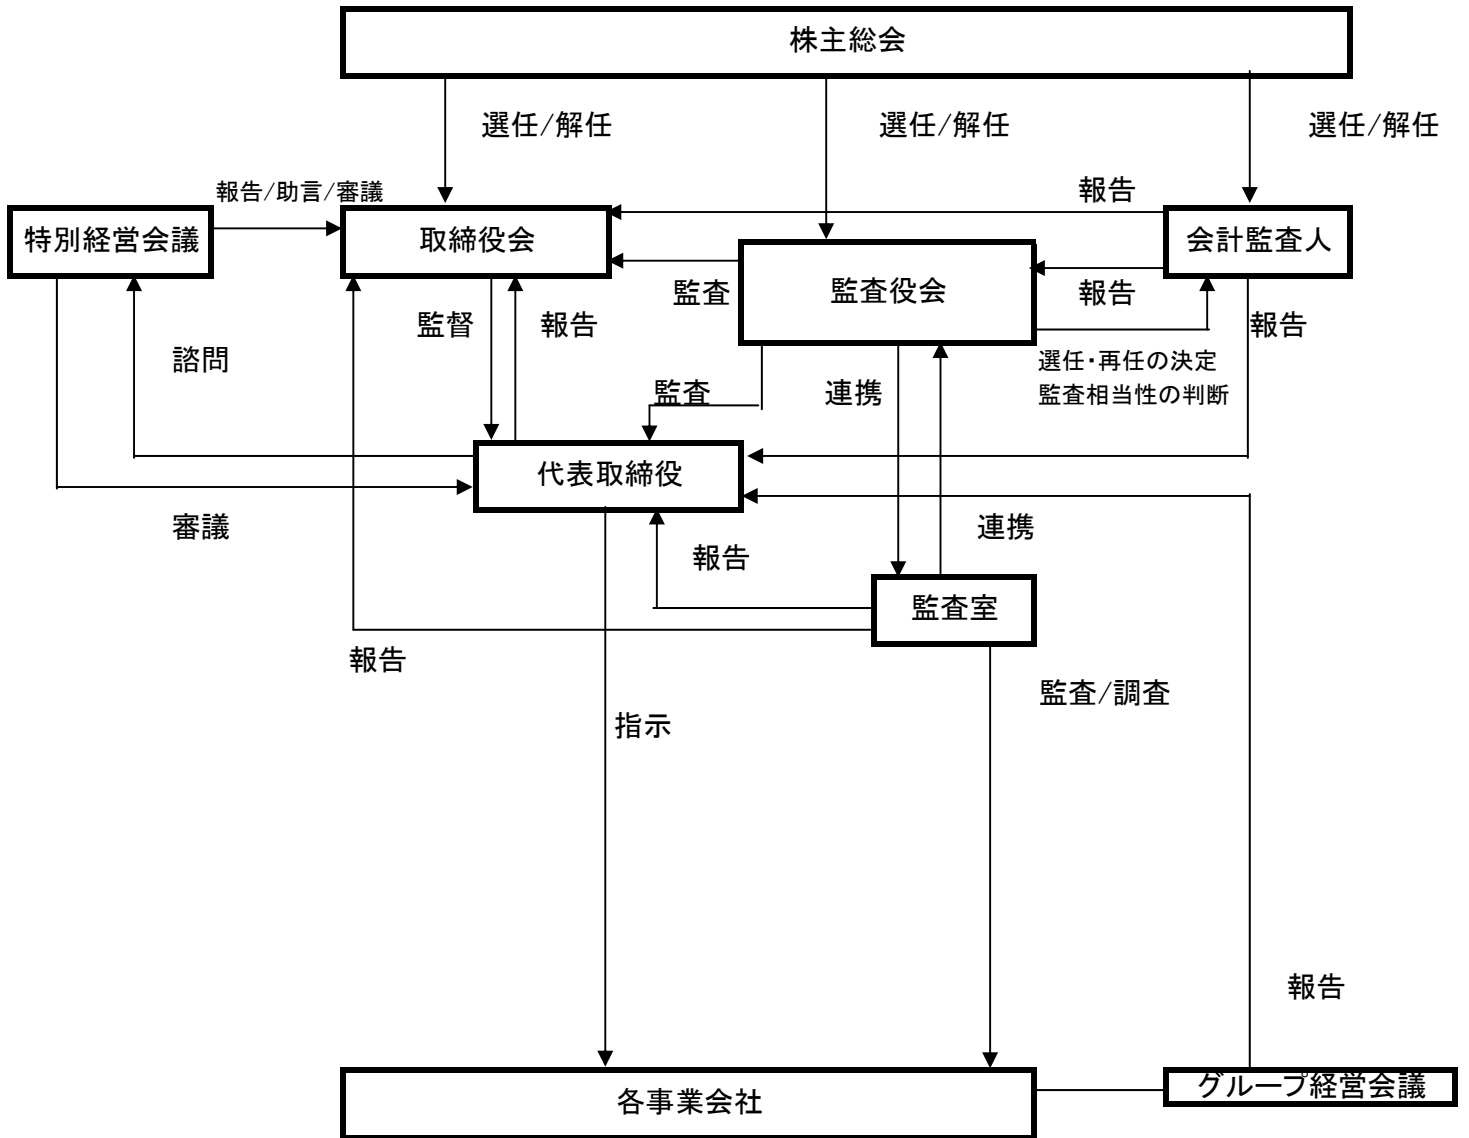 株主総会
選任/解任
選任/解任
選任/解任
報告/助言/審議
報告
特別経営会議
取締役会
会計監査人
監査役会
監査
報告
監督
報告
報告
諮問
選任・再任の決定
監査相当性の判断
監査
連携
代表取締役
審議
連携
報告
監査室
報告
監査/調査
指示
報告
各事業会社
グループ経営会議